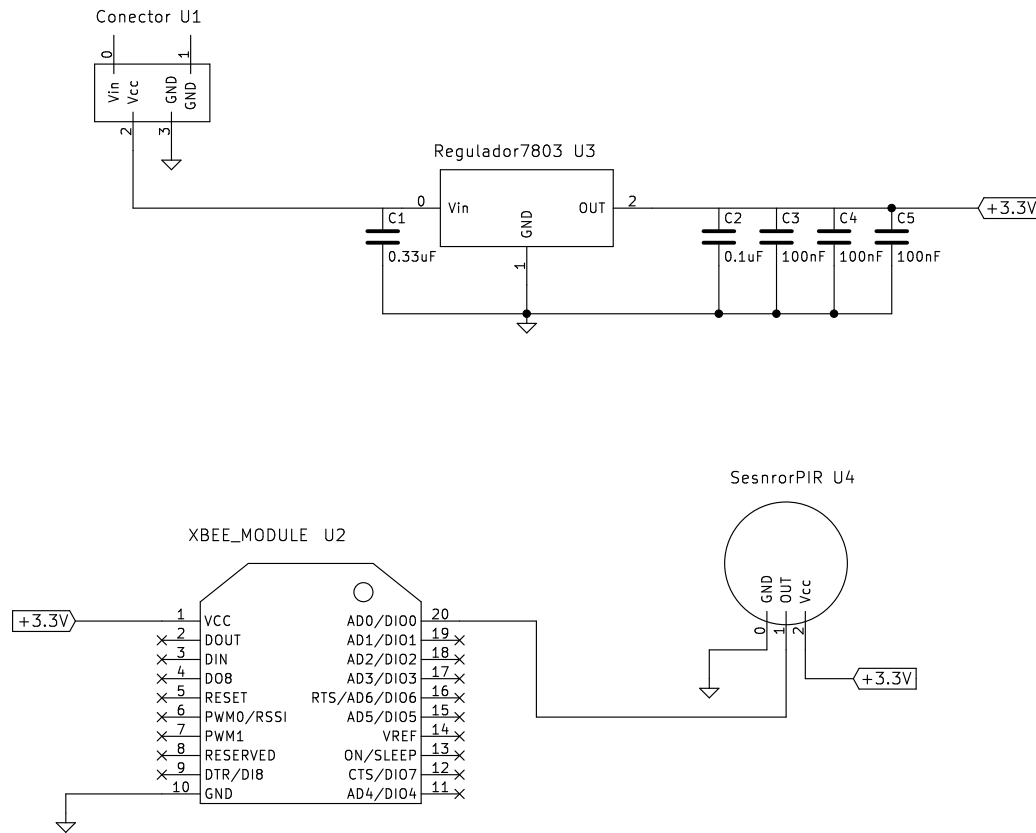 Conector U1
0 1
Vin Vcc GND GND
2 3
Regulador7803 U3
0 Vin GND OUT 2
1
+3.3V
C1
0.33uF
C2 C3 C4 C5
0.1uF 100nF 100nF 100nF
SesnrorPIR U4
GND OUT Vcc
0 1 2
+3.3V
XBEE_MODULE U2
+3.3V
1 VCC AD0/DIO0 20
2 DOUT AD1/DIO1 19
3 DIN AD2/DIO2 18
4 DO8 AD3/DIO3 17
5 RESET RTS/AD6/DIO6 16
6 PWM0/RSSI AD5/DIO5 15
7 PWM1 VREF 14
8 RESERVED ON/SLEEP 13
9 DTR/DI8 CTS/DIO7 12
10 GND AD4/DIO4 11